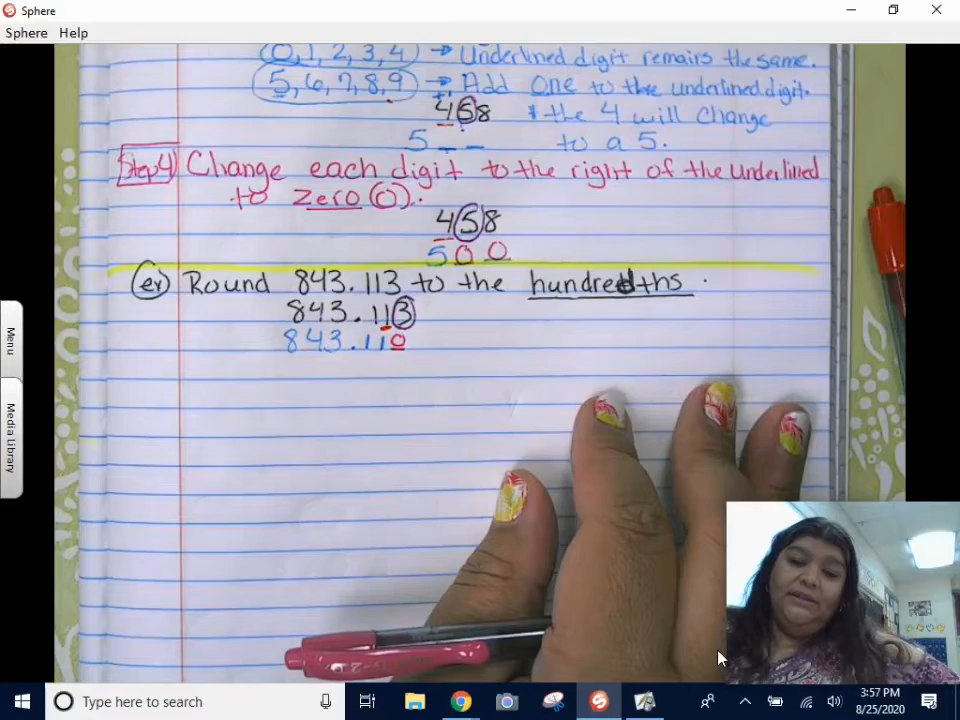 Sphere
Sphere Help
(0,1,2,3,4) → Underlined digit remains the same.
5,6,7,8,9 → Add One to the underlined digit.
+1
458 * the 4 will change
5 _ _ to a 5.
Step 4 Change each digit to the right of the underlined
to zero (0).
458
500
(ex) Round 843.113 to the hundredths.
843.113
843.110
Menu
Media Library
Type here to search
3:57 PM
8/25/2020